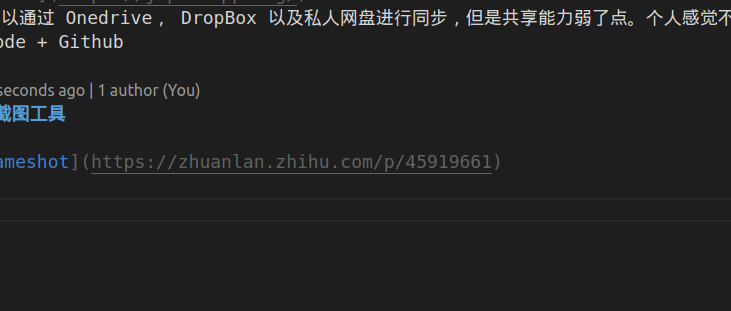 以通过 Onedrive， DropBox 以及私人网盘进行同步，但是共享能力弱了点。个人感觉不
ode + Github
seconds ago | 1 author (You)
截图工具
ameshot](https://zhuanlan.zhihu.com/p/45919661)